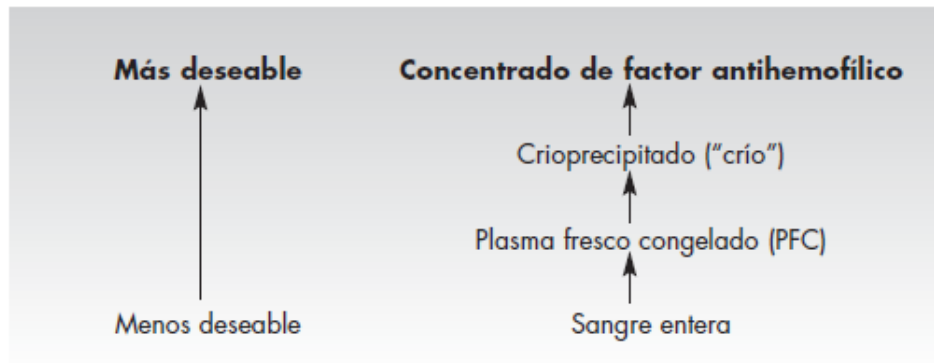 Más deseable
Concentrado de factor antihemofílico
Crioprecipitado ("crío")
Plasma fresco congelado (PFC)
Menos deseable
Sangre entera